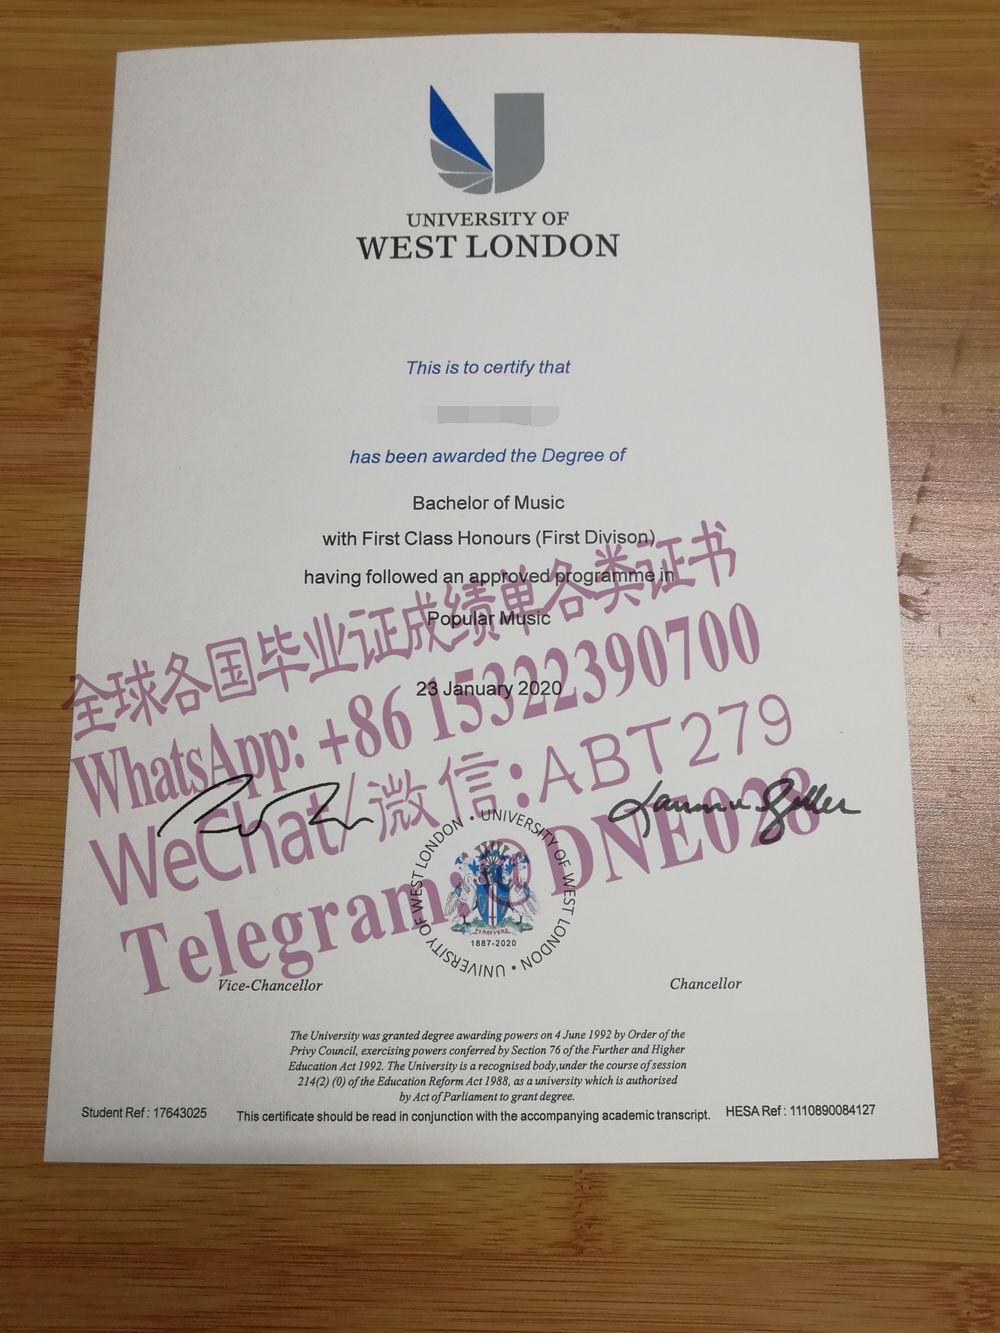 UNIVERSITY OF
WEST LONDON
This is to certify that
has been awarded the Degree of
Bachelor of Music
with First Class Honours (First Divison)
having followed an approved programme in
Popular Music
23 January 2020
全球各国毕业证成绩单各类证书
WhatsApp: +86 15322390700
WeChat/微信:ABT279
Telegram:@DNE028
UNIVERSITY OF WEST LONDON • UNIVERSITY OF WEST LONDON •
PERSEVERE
1887-2020
Vice-Chancellor
Chancellor
The University was granted degree awarding powers on 4 June 1992 by Order of the
Privy Council, exercising powers conferred by Section 76 of the Further and Higher
Education Act 1992. The University is a recognised body,under the course of session
214(2) (0) of the Education Reform Act 1988, as a university which is authorised
by Act of Parliament to grant degree.
Student Ref : 17643025
This certificate should be read in conjunction with the accompanying academic transcript.
HESA Ref : 1110890084127